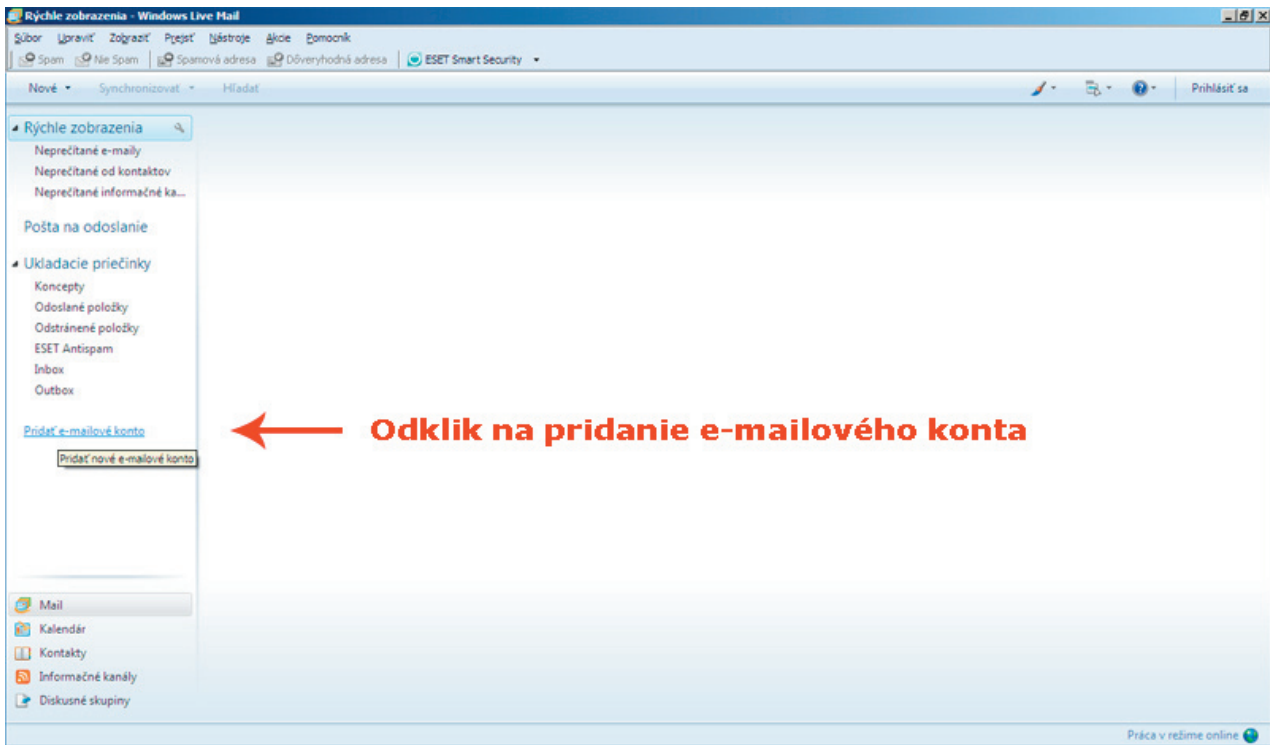 Rýchle zobrazenia - Windows Live Mail
Súbor Upraviť Zobraziť Prejsť Nástroje Akcie Pomocník
Spam Nie Spam Spamová adresa Dôveryhodná adresa ESET Smart Security
Nové Synchronizovať Hľadať Prihlásiť sa
Rýchle zobrazenia
Neprečítané e-maily
Neprečítané od kontaktov
Neprečítané informačné ka...
Pošta na odoslanie
Ukladacie priečinky
Koncepty
Odoslané položky
Odstránené položky
ESET Antispam
Inbox
Outbox
Pridať e-mailové konto
Odklik na pridanie e-mailového konta
Pridať nové e-mailové konto
Mail
Kalendár
Kontakty
Informačné kanály
Diskusné skupiny
Práca v režime online